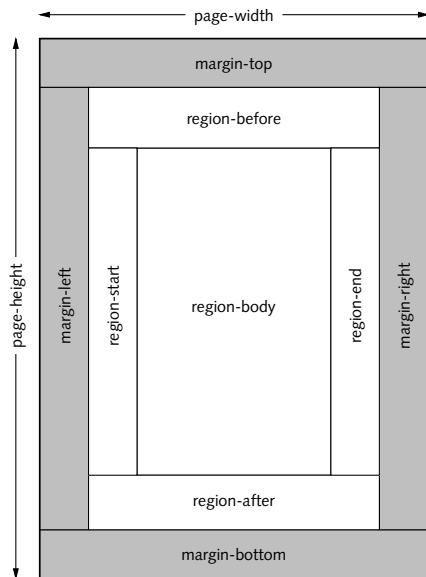 page-width
margin-top
region-before
page-height
margin-left
region-start
region-body
region-end
margin-right
region-after
margin-bottom